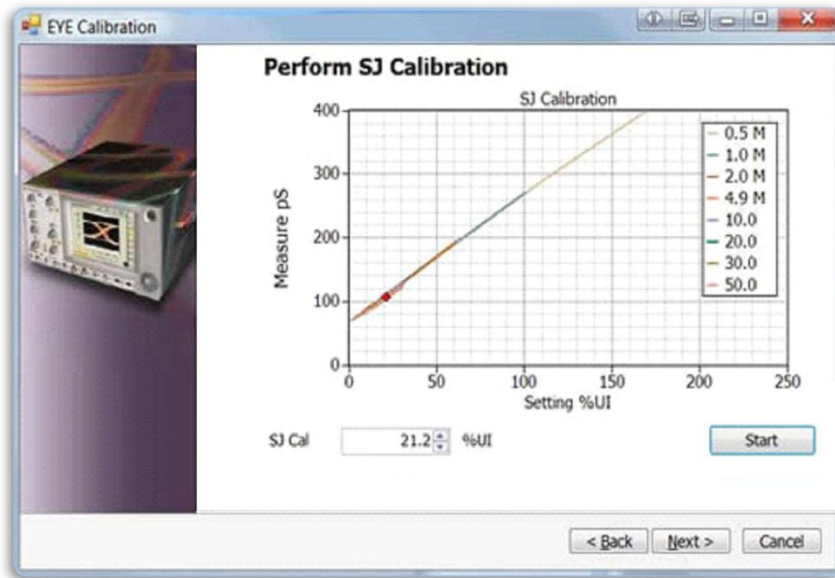 EYE Calibration
Perform SJ Calibration
SJ Calibration
400
300
200
100
0
Measure pS
0 50 100 150 200 250
Setting %UI
0.5 M
1.0 M
2.0 M
4.9 M
10.0
20.0
30.0
50.0
SJ Cal 21.2 %UI Start
< Back Next > Cancel